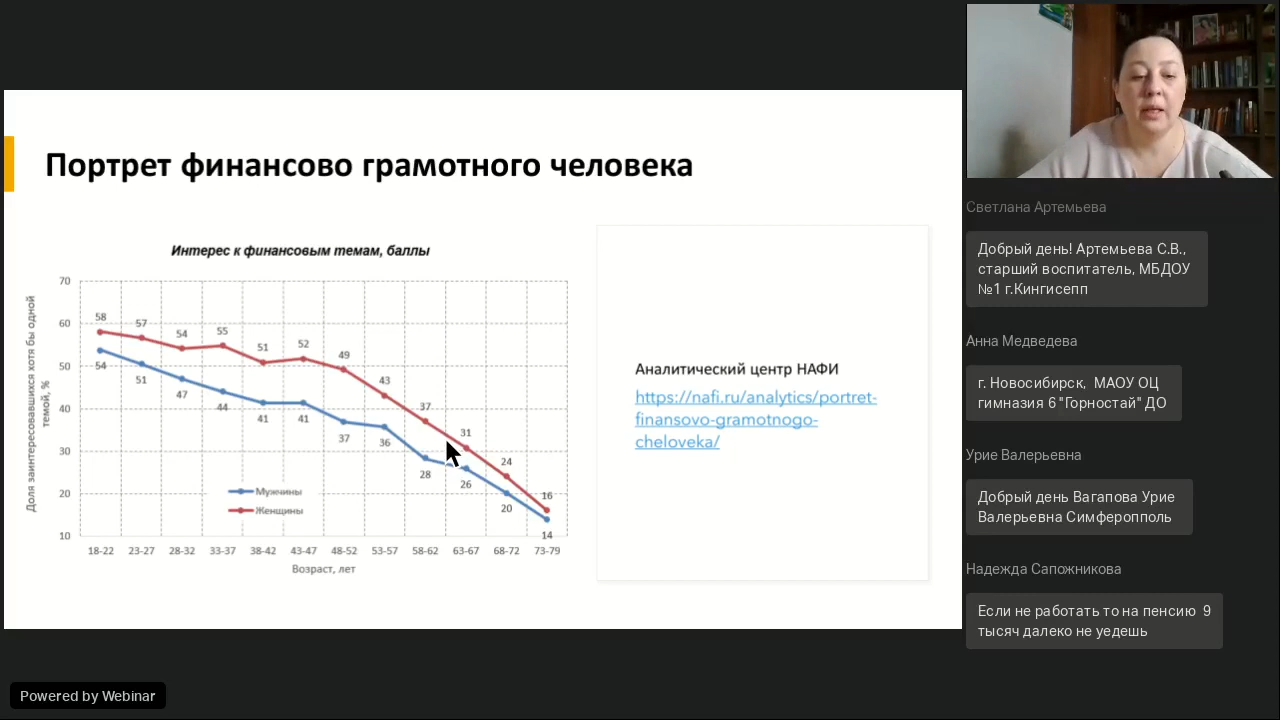 Портрет финансово грамотного человека
Интерес к финансовым темам, баллы
Доля заинтересовавшихся хотя бы одной
темой, %
70
60
50
40
30
20
10
58
57
54
55
51
52
49
43
37
31
24
16
54
51
47
44
41
41
37
36
28
26
20
14
Мужчины
Женщины
18-22 23-27 28-32 33-37 38-42 43-47 48-52 53-57 58-62 63-67 68-72 73-79
Возраст, лет
Аналитический центр НАФИ
https://nafi.ru/analytics/portret-
finansovo-gramotnogo-
cheloveka/
Светлана Артемьева
Добрый день! Артемьева С.В.,
старший воспитатель, МБДОУ
№1 г.Кингисепп
Анна Медведева
г. Новосибирск, МАОУ ОЦ
гимназия 6 "Горностай" ДО
Урие Валерьевна
Добрый день Вагапова Урие
Валерьевна Симферопполь
Надежда Сапожникова
Если не работать то на пенсию 9
тысяч далеко не уедешь
Powered by Webinar